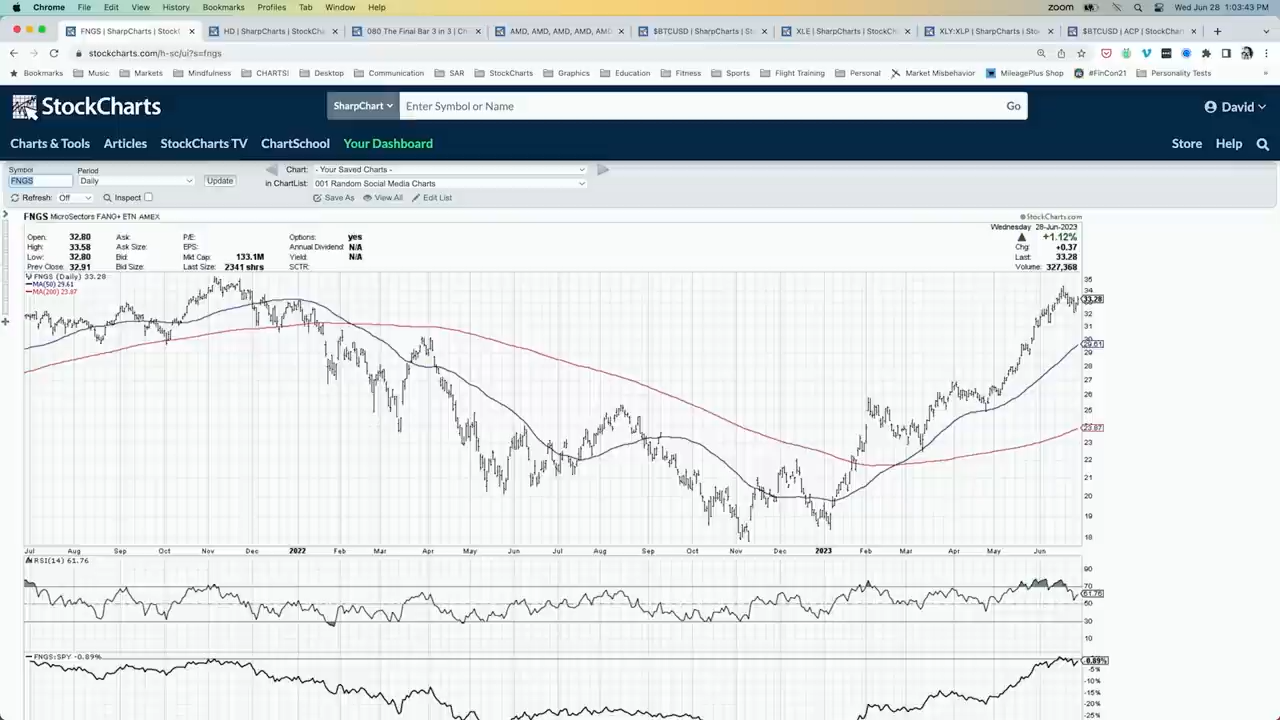 Chrome File Edit View History Bookmarks Profiles Tab Window Help zoom Wed Jun 28 1:03:43 PM
FNGS | SharpCharts | StockC × HD | SharpCharts | StockCha × 080 The Final Bar 3 in 3 | Ch × AMD, AMD, AMD, AMD, AMD × $BTCUSD | SharpCharts | St × XLE | SharpCharts | StockCh × XLY:XLP | SharpCharts | Sto × $BTCUSD | ACP | StockChart × +
stockcharts.com/h-sc/ui?s=fngs
Bookmarks Music Markets Mindfulness CHARTS! Desktop Communication SAR StockCharts Graphics Education Fitness Sports Flight Training Personal Market Misbehavior MileagePlus Shop #FinCon21 Personality Tests »
StockCharts SharpChart Enter Symbol or Name Go David
Charts & Tools Articles StockCharts TV ChartSchool Your Dashboard Store Help
Symbol Period Chart: - Your Saved Charts -
FNGS Daily Update in ChartList: 001 Random Social Media Charts
Refresh: Off Inspect Save As View All Edit List
FNGS MicroSectors FANG+ ETN AMEX © StockCharts.com
Wednesday 28-Jun-2023
Open: 32.80 Ask: P/E: Options: yes +1.12%
High: 33.58 Ask Size: EPS: Annual Dividend: N/A Chg: +0.37
Low: 32.80 Bid: Mkt Cap: 133.1M Yield: N/A Last: 33.28
Prev Close: 32.91 Bid Size: Last Size: 2341 shrs SCTR: Volume: 327,368
FNGS (Daily) 33.28
MA(50) 29.61
MA(200) 23.87
35
34
33.28
32
31
30
29.61
29
28
27
26
25
23.87
23
22
21
20
19
18
Jul Aug Sep Oct Nov Dec 2022 Feb Mar Apr May Jun Jul Aug Sep Oct Nov Dec 2023 Feb Mar Apr May Jun
RSI(14) 61.76
90
70
61.76
50
30
10
FNGS:SPY -0.89%
-0.89%
-5%
-10%
-15%
-20%
-25%